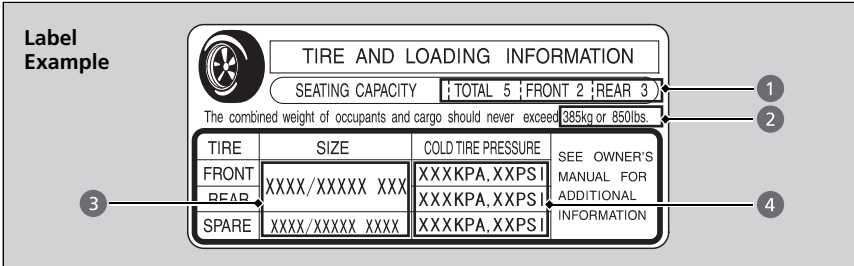 Label
Example
TIRE AND LOADING INFORMATION
SEATING CAPACITY TOTAL 5 FRONT 2 REAR 3
1
The combined weight of occupants and cargo should never exceed 385kg or 850lbs.
2
TIRE SIZE COLD TIRE PRESSURE
SEE OWNER'S
MANUAL FOR
ADDITIONAL
INFORMATION
FRONT XXXX/XXXXX XXX XXXKPA,XXPSI
REAR XXXKPA,XXPSI
3
4
SPARE XXXX/XXXXX XXXX XXXKPA,XXPSI